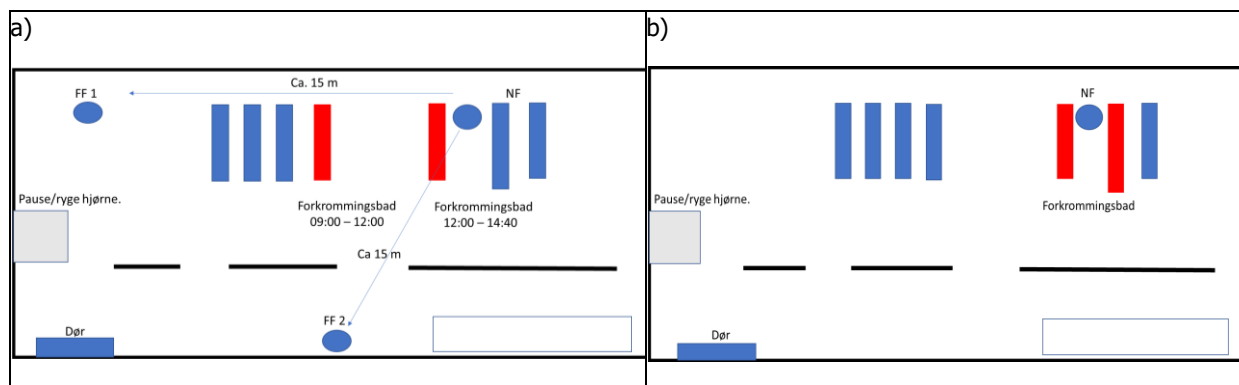 a)
Ca. 15 m
FF 1
NF
Pause/ryge hjørne.
Forkrommingsbad
09:00 – 12:00
Forkrommingsbad
12:00 – 14:40
Ca 15 m
FF 2
Dør
b)
NF
Pause/ryge hjørne.
Forkrommingsbad
Dør